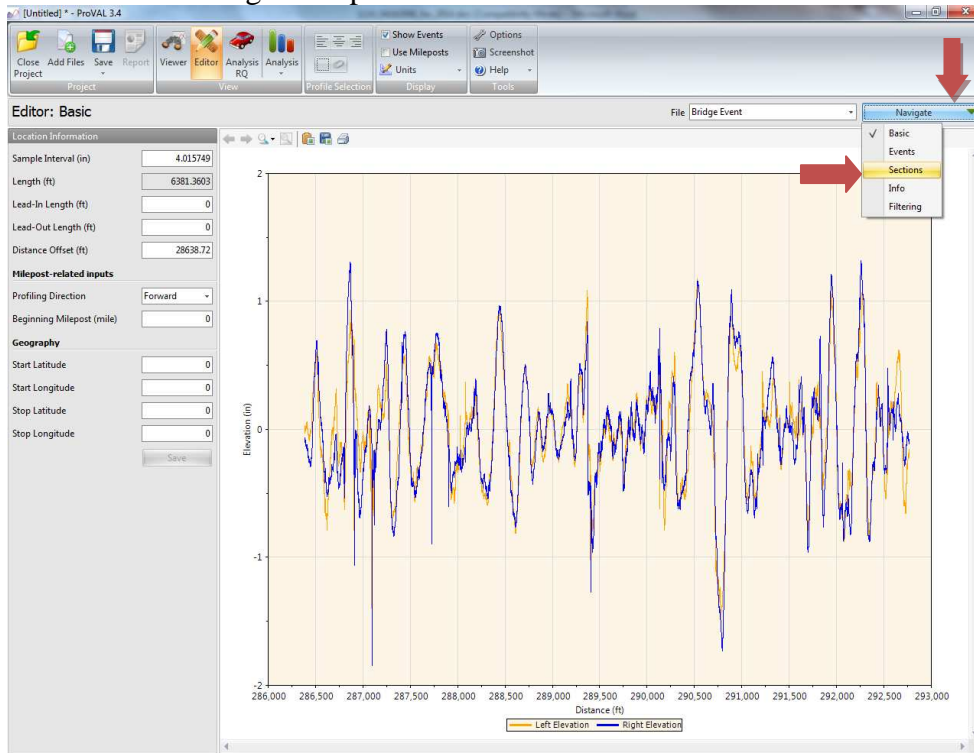 [Untitled] * - ProVAL 3.4
Close Project
Add Files
Save
Report
Viewer
Editor
Analysis RQ
Analysis
Show Events
Use Mileposts
Units
Options
Screenshot
Help
Project
View
Profile Selection
Display
Tools
Editor: Basic
File
Bridge Event
Navigate
Basic
Events
Sections
Info
Filtering
Location Information
Sample Interval (in) 4.015749
Length (ft) 6381.3603
Lead-In Length (ft) 0
Lead-Out Length (ft) 0
Distance Offset (ft) 28638.72
Milepost-related inputs
Profiling Direction Forward
Beginning Milepost (mile) 0
Geography
Start Latitude 0
Start Longitude 0
Stop Latitude 0
Stop Longitude 0
Save
Elevation (in)
2
1
0
-1
-2
286,000 286,500 287,000 287,500 288,000 288,500 289,000 289,500 290,000 290,500 291,000 291,500 292,000 292,500 293,000
Distance (ft)
Left Elevation Right Elevation